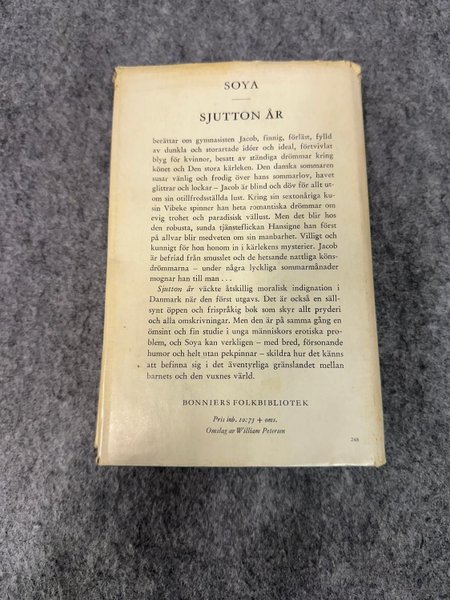 SOYA
SJUTTON ÅR
berättar om gymnasisten Jacob, finnig, förläst, fylld
av dunkla och storartade idéer och ideal, förtvivlat
blyg för kvinnor, besatt av ständiga drömmar kring
könet och Den stora kärleken. Den danska sommaren
susar vänlig och frodig över hans sommarlov, havet
glittrar och lockar – Jacob är blind och döv för allt ut-
om sin otillfredsställda lust. Kring sin sextonåriga ku-
sin Vibeke spinner han heta romantiska drömmar om
evig trohet och paradisisk vällust. Men det blir hos
den robusta, sunda tjänsteflickan Hansigne han först
på allvar blir medveten om sin manbarhet. Villigt och
kunnigt för hon honom in i kärlekens mysterier. Jacob
är befriad från smusslet och de hetsande nattliga köns-
drömmarna – under några lyckliga sommarmånader
mognar han till man . . .
Sjutton år väckte åtskillig moralisk indignation i
Danmark när den först utgavs. Det är också en säll-
synt öppen och frispråkig bok som skyr allt pryderi
och alla omskrivningar. Men den är på samma gång en
ömsint och fin studie i unga människors erotiska pro-
blem, och Soya kan verkligen – med bred, försonande
humor och helt utan pekpinnar – skildra hur det känns
att befinna sig i det äventyrliga gränslandet mellan
barnets och den vuxnes värld.
BONNIERS FOLKBIBLIOTEK
Pris inb. 10:75 + oms.
Omslag av William Petersen
248